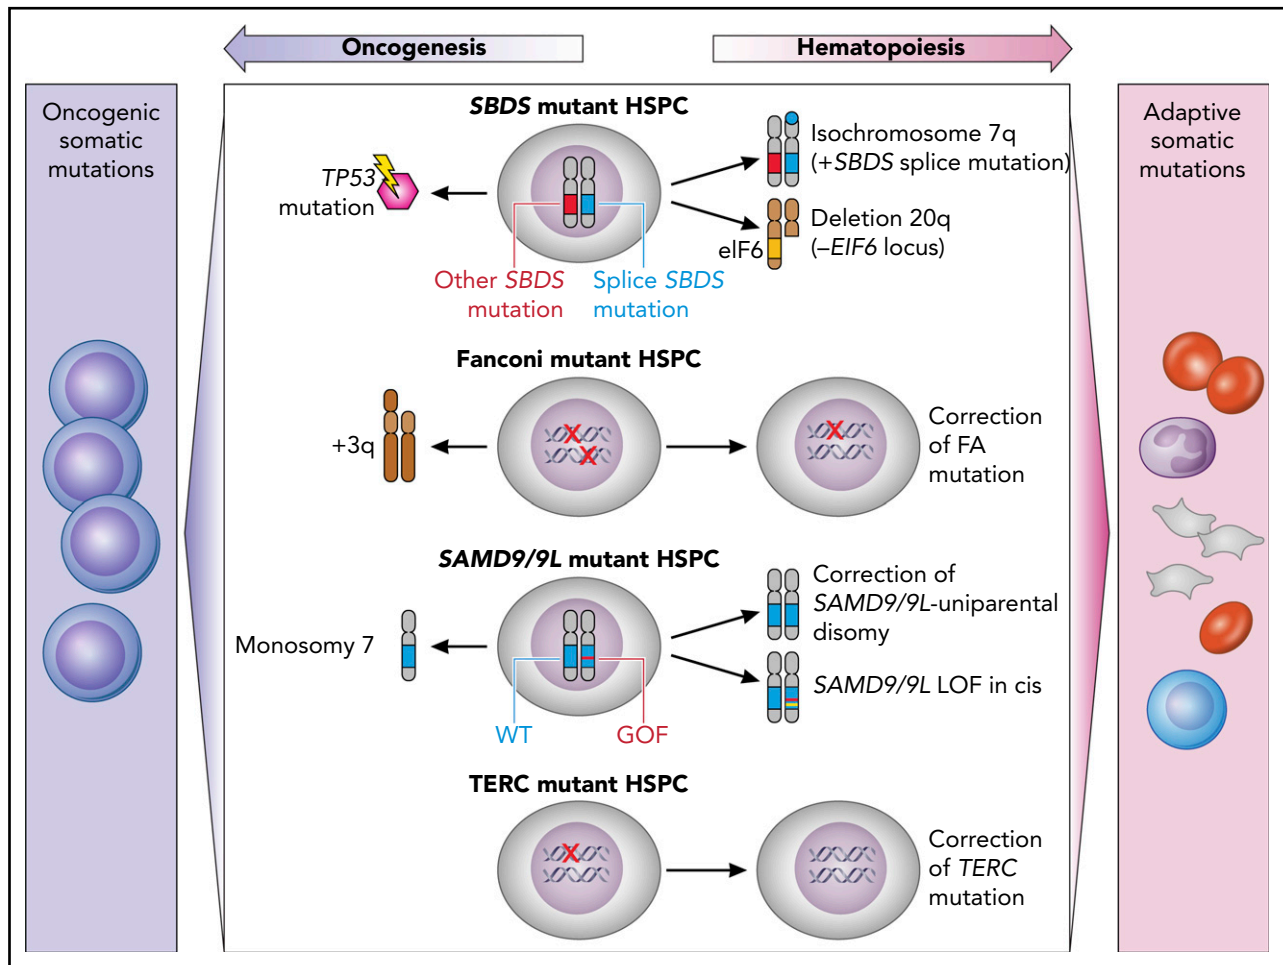 Oncogenesis
Hematopoiesis
Oncogenic
somatic
mutations
Adaptive
somatic
mutations
SBDS mutant HSPC
TP53
mutation
Isochromosome 7q
(+SBDS splice mutation)
eIF6
Deletion 20q
(–EIF6 locus)
Other SBDS
mutation
Splice SBDS
mutation
Fanconi mutant HSPC
+3q
Correction
of FA
mutation
SAMD9/9L mutant HSPC
Monosomy 7
Correction of
SAMD9/9L-uniparental
disomy
SAMD9/9L LOF in cis
WT
GOF
TERC mutant HSPC
Correction
of TERC
mutation